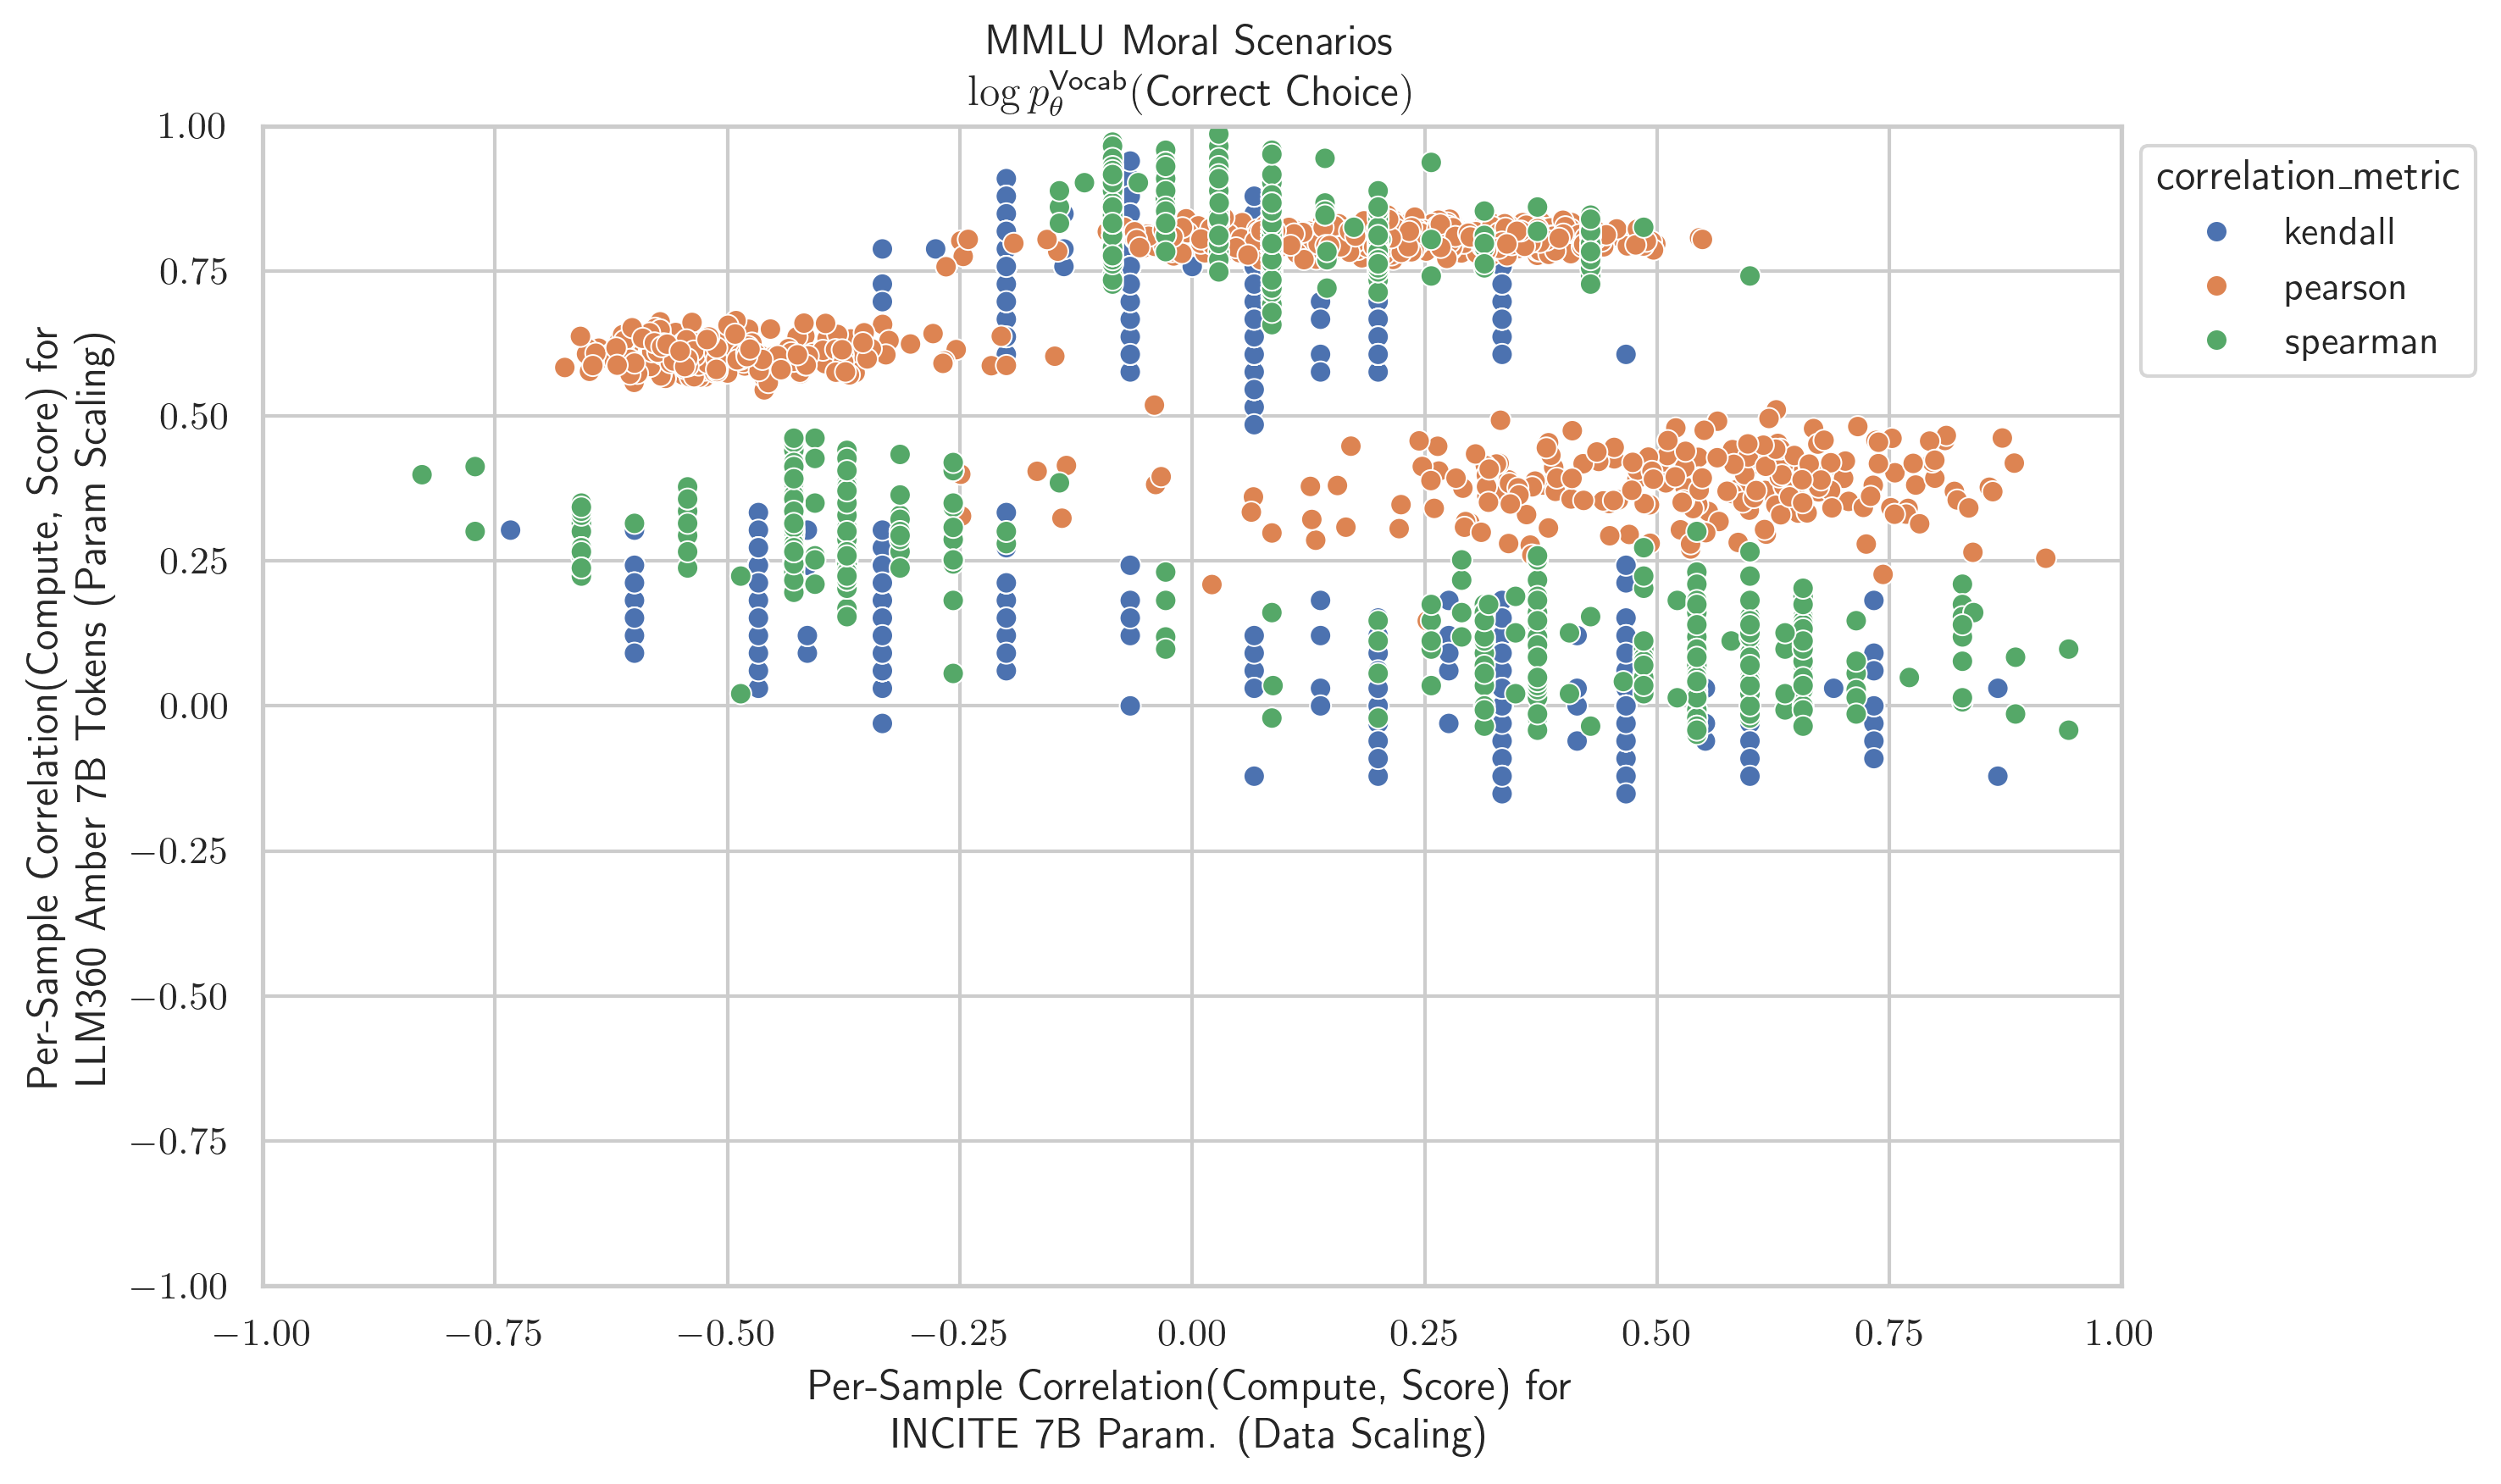 MMLU Moral Scenarios
log p_θ^Vocab(Correct Choice)
1.00
0.75
0.50
0.25
0.00
−0.25
−0.50
−0.75
−1.00
Per-Sample Correlation(Compute, Score) for
LLM360 Amber 7B Tokens (Param Scaling)
correlation_metric
kendall
pearson
spearman
−1.00 −0.75 −0.50 −0.25 0.00 0.25 0.50 0.75 1.00
Per-Sample Correlation(Compute, Score) for
INCITE 7B Param. (Data Scaling)